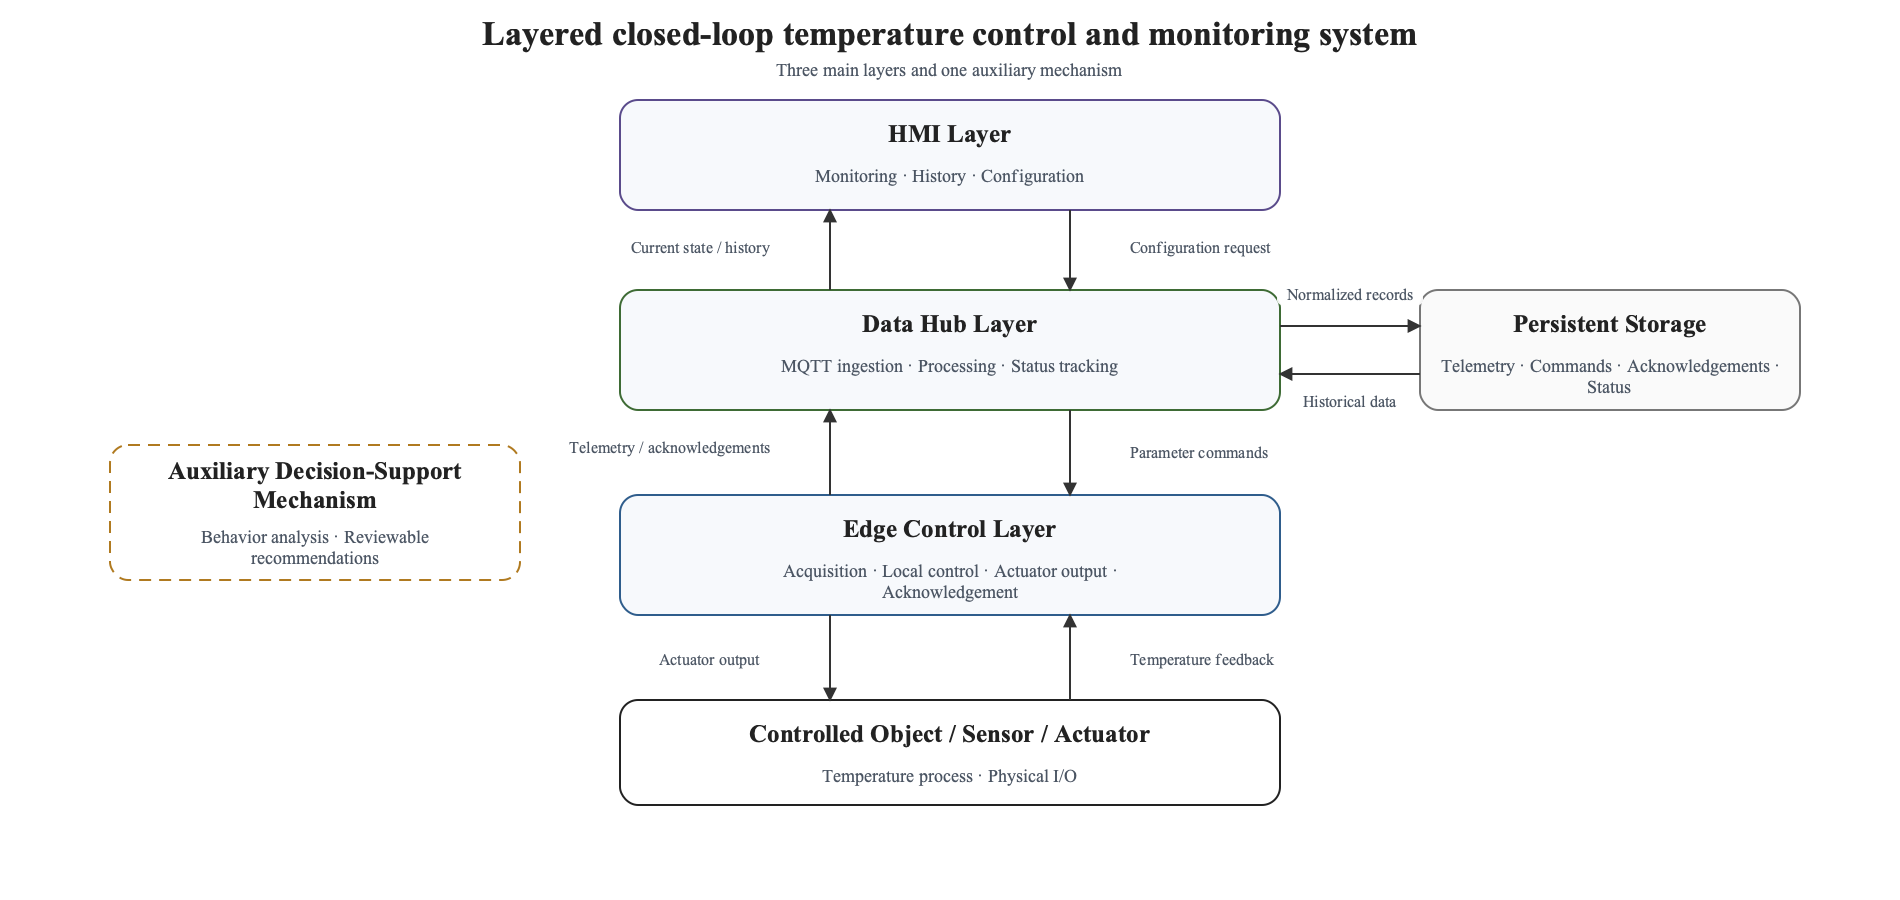 Layered closed-loop temperature control and monitoring system
Three main layers and one auxiliary mechanism
HMI Layer
Monitoring · History · Configuration
Current state / history
Configuration request
Data Hub Layer
MQTT ingestion · Processing · Status tracking
Normalized records
Persistent Storage
Telemetry · Commands · Acknowledgements ·
Status
Historical data
Telemetry / acknowledgements
Parameter commands
Auxiliary Decision-Support
Mechanism
Behavior analysis · Reviewable
recommendations
Edge Control Layer
Acquisition · Local control · Actuator output ·
Acknowledgement
Actuator output
Temperature feedback
Controlled Object / Sensor / Actuator
Temperature process · Physical I/O